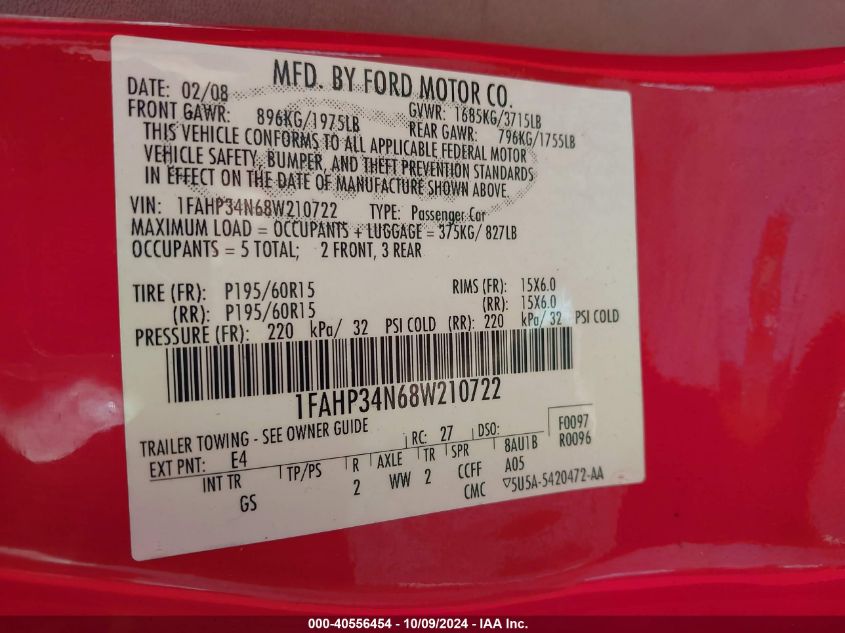 MFD. BY FORD MOTOR CO.
DATE: 02/08
GVWR: 1685KG/3715LB
FRONT GAWR: 896KG/1975LB
REAR GAWR: 796KG/1755LB
THIS VEHICLE CONFORMS TO ALL APPLICABLE FEDERAL MOTOR
VEHICLE SAFETY, BUMPER, AND THEFT PREVENTION STANDARDS
IN EFFECT ON THE DATE OF MANUFACTURE SHOWN ABOVE.
VIN: 1FAHP34N68W210722 TYPE: Passenger Car
MAXIMUM LOAD = OCCUPANTS + LUGGAGE = 375KG/ 827LB
OCCUPANTS = 5 TOTAL; 2 FRONT, 3 REAR
TIRE (FR): P195/60R15 RIMS (FR): 15X6.0
(RR): P195/60R15 (RR): 15X6.0
PRESSURE (FR): 220 kPa/ 32 PSI COLD (RR): 220 kPa/ 32 PSI COLD
1FAHP34N68W210722
F0097
R0096
TRAILER TOWING - SEE OWNER GUIDE
RC: 27 DSO:
EXT PNT: E4 8AU1B
INT TR TP/PS R AXLE TR SPR A05
GS 2 WW 2 CCFF
CMC ▽5U5A-5420472-AA
000-40556454 - 10/09/2024 - IAA Inc.